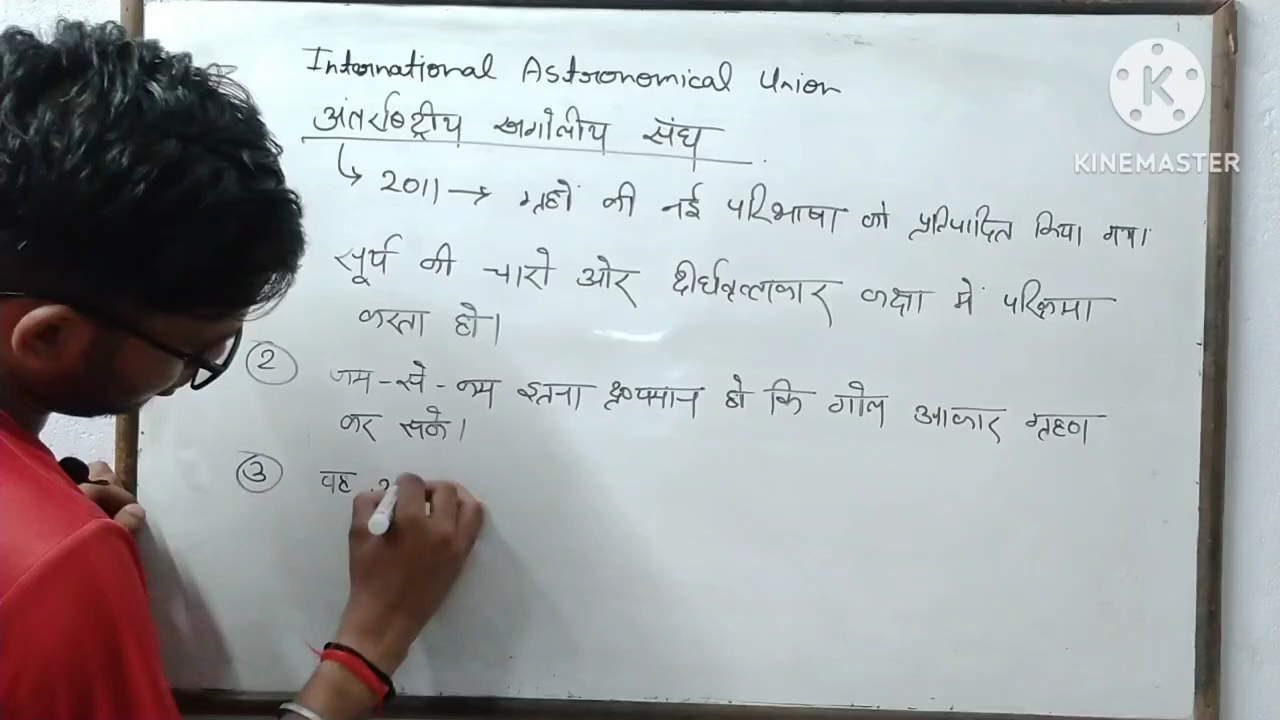 International Astronomical Union
अंतर्राष्ट्रीय खगोलीय संघ
↳ 2011 → ग्रहों की नई परिभाषा को प्रतिपादित किया गया
सूर्य की चारो ओर दीर्घवृत्तकार कक्षा में परिक्रमा
करता हो।
② कम-से-कम इतना द्रव्यमान हो कि गोल आकार ग्रहण
कर सके।
③ वह
K
KINEMASTER